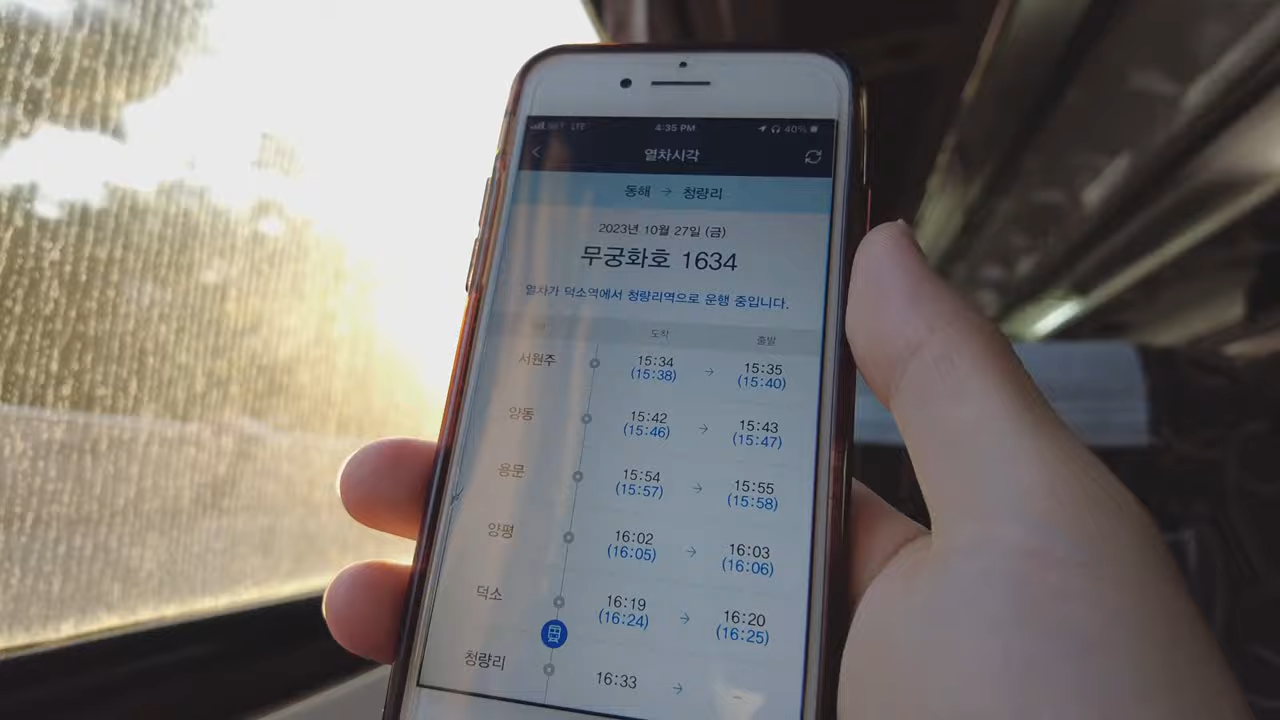 LTE 4:35 PM 40%
열차시각
동해 → 청량리
2023년 10월 27일 (금)
무궁화호 1634
열차가 덕소역에서 청량리역으로 운행 중입니다.
도착 출발
서원주 15:34 → 15:35
(15:38) (15:40)
양동 15:42 → 15:43
(15:46) (15:47)
용문 15:54 → 15:55
(15:57) (15:58)
양평 16:02 → 16:03
(16:05) (16:06)
덕소 16:19 → 16:20
(16:24) (16:25)
청량리 16:33 →